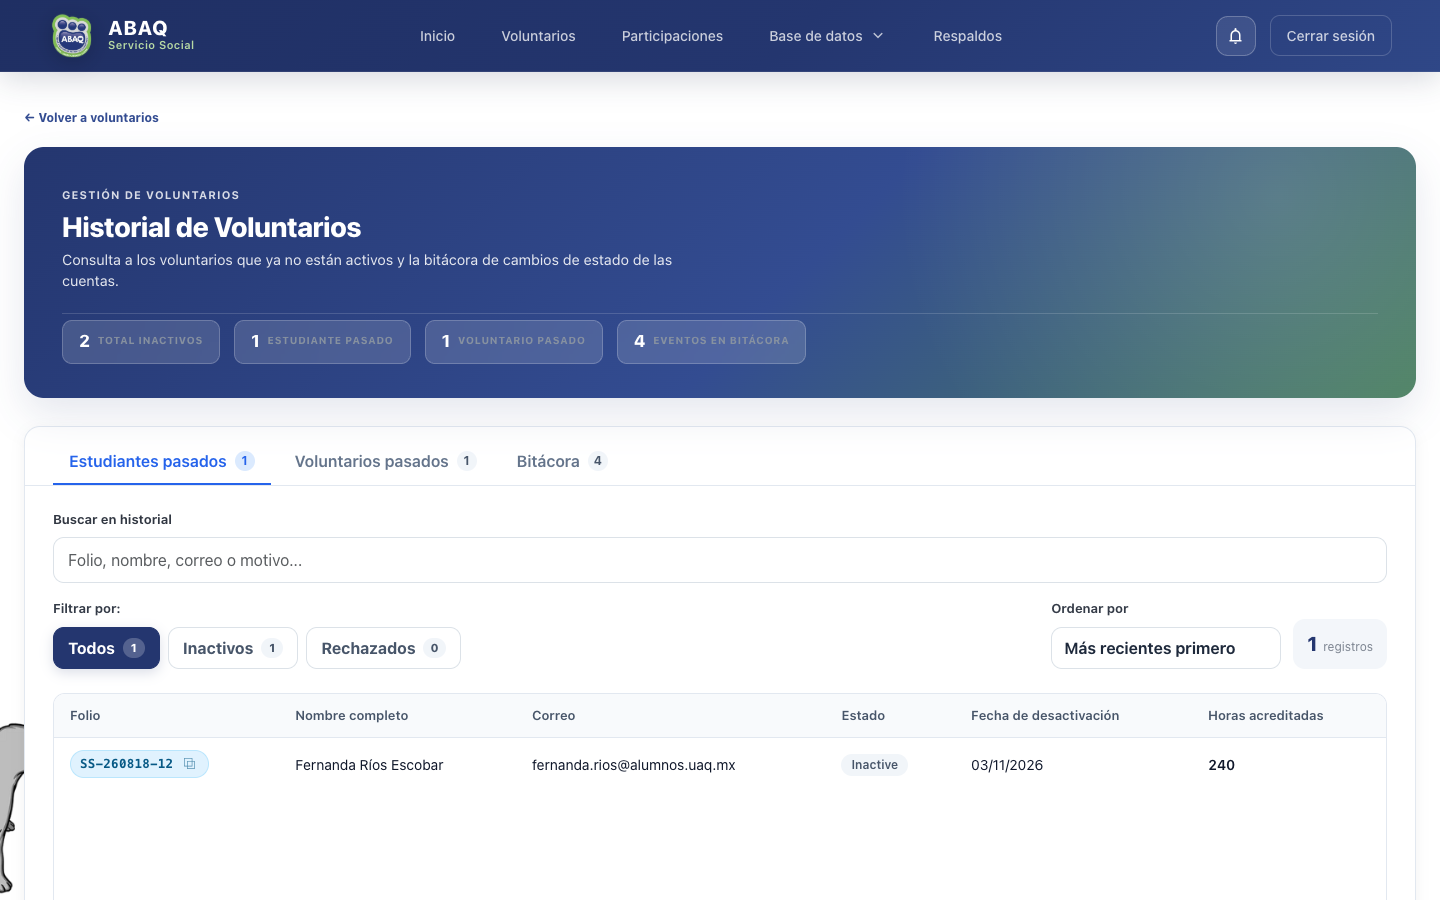 ABAQ
Servicio Social
ABAQ
Inicio
Voluntarios
Participaciones
Base de datos
Respaldos
Cerrar sesión
← Volver a voluntarios
GESTIÓN DE VOLUNTARIOS
Historial de Voluntarios
Consulta a los voluntarios que ya no están activos y la bitácora de cambios de estado de las
cuentas.
2 TOTAL INACTIVOS
1 ESTUDIANTE PASADO
1 VOLUNTARIO PASADO
4 EVENTOS EN BITÁCORA
Estudiantes pasados 1
Voluntarios pasados 1
Bitácora 4
Buscar en historial
Folio, nombre, correo o motivo...
Filtrar por:
Ordenar por
Todos 1
Inactivos 1
Rechazados 0
Más recientes primero
1 registros
Folio
Nombre completo
Correo
Estado
Fecha de desactivación
Horas acreditadas
SS-260818-12
Fernanda Ríos Escobar
fernanda.rios@alumnos.uaq.mx
Inactive
03/11/2026
240